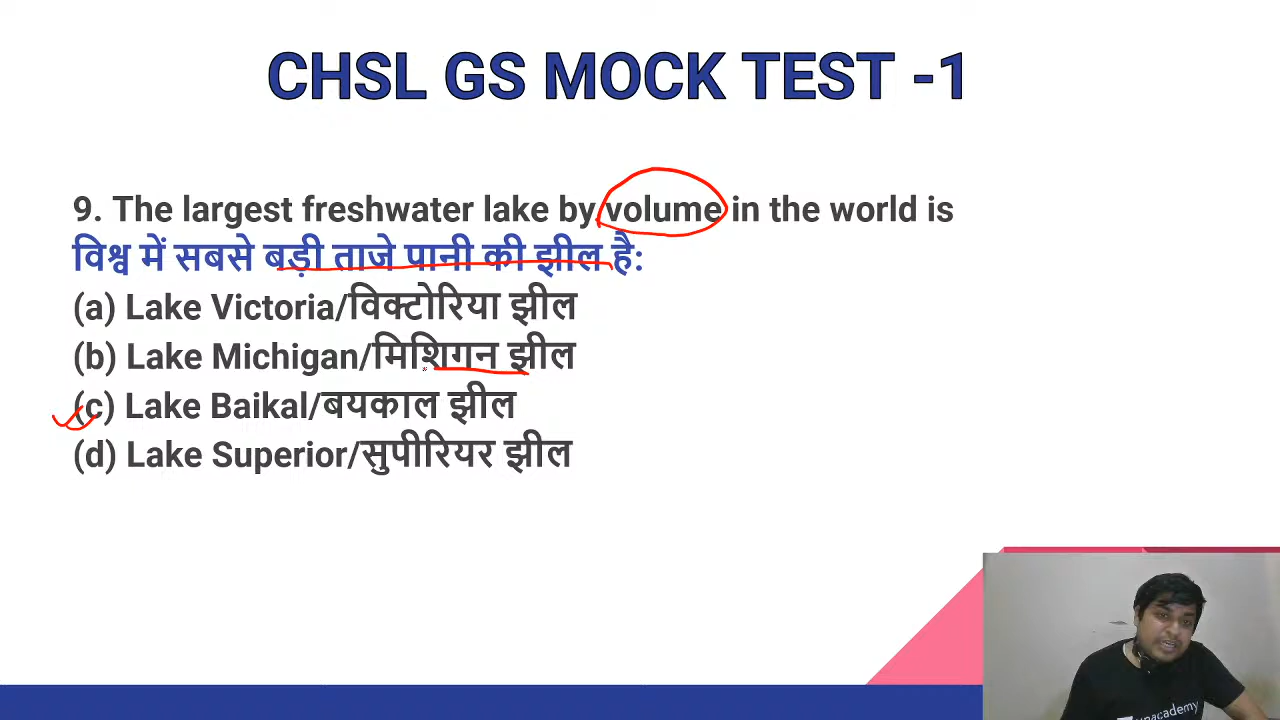 CHSL GS MOCK TEST -1
9. The largest freshwater lake by volume in the world is
विश्व में सबसे बड़ी ताजे पानी की झील है:
(a) Lake Victoria/विक्टोरिया झील
(b) Lake Michigan/मिशिगन झील
(c) Lake Baikal/बयकाल झील
(d) Lake Superior/सुपीरियर झील
unacademy